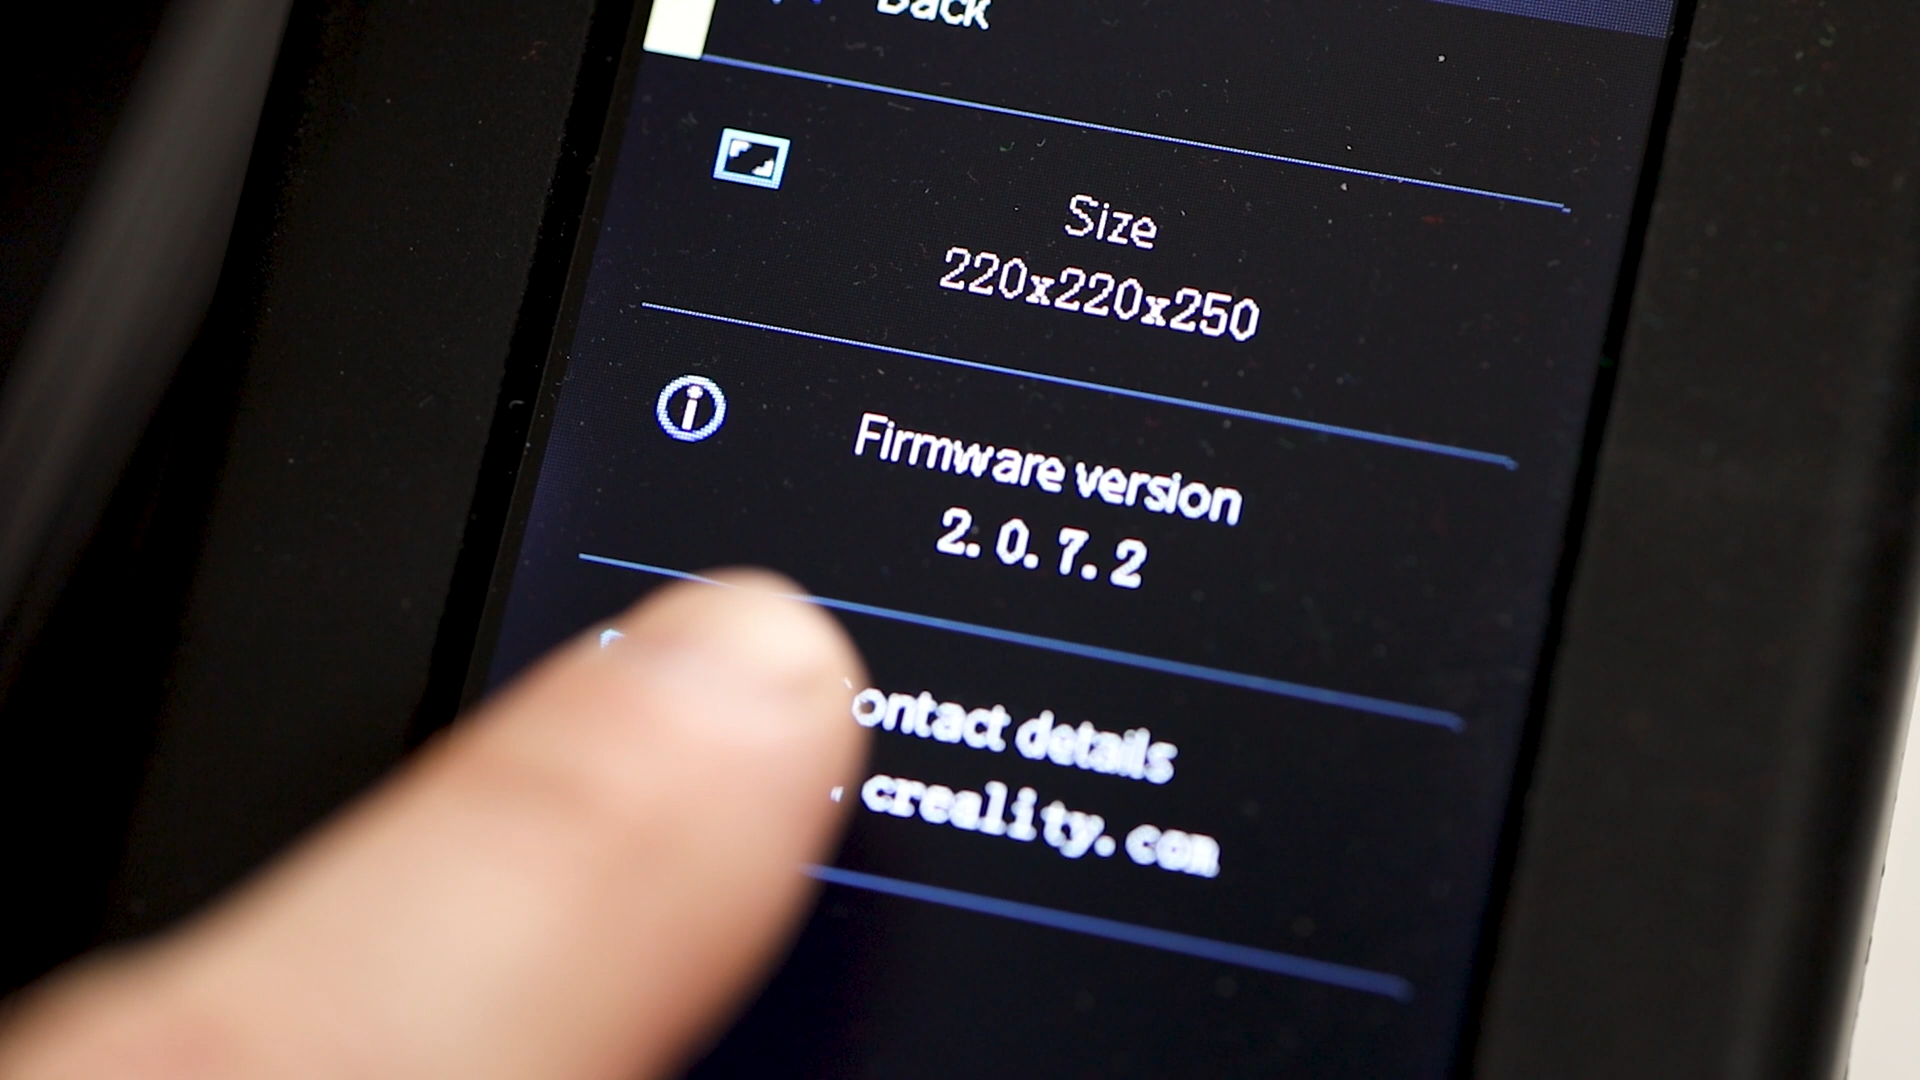 Back
Size
220x220x250
Firmware version
2.0.7.2
ontact details
. creality.com